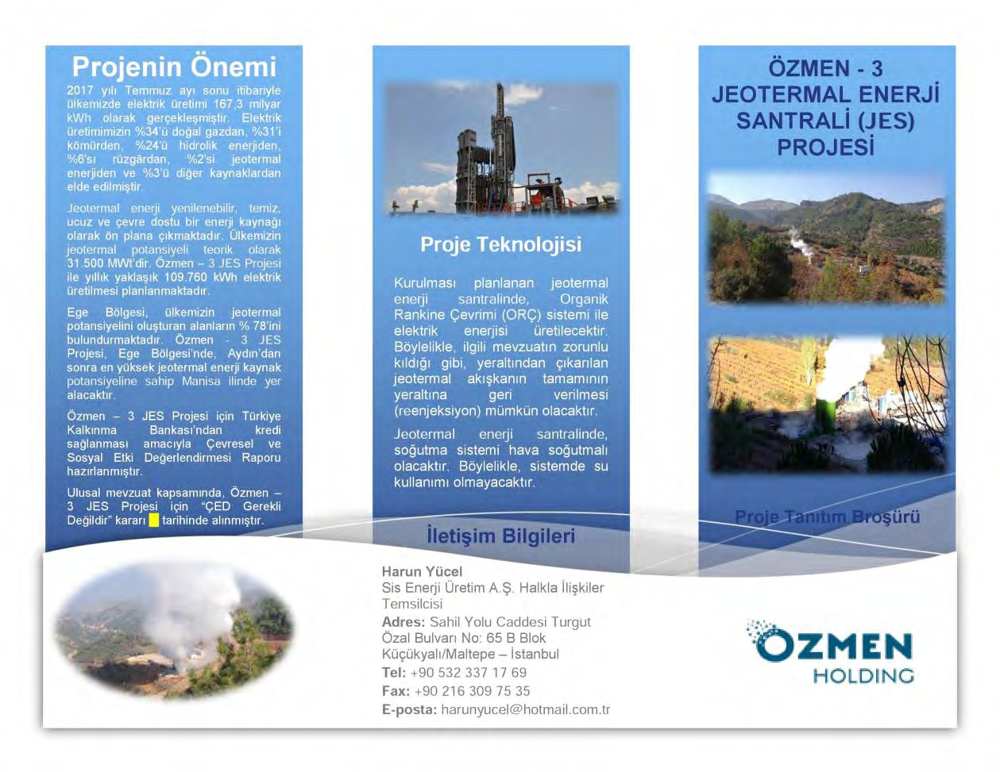 Projenin Önemi
2017 yılı Temmuz ayı sonu itibariyle
ülkemizde elektrik üretimi 167,3 milyar
kWh olarak gerçekleşmiştir. Elektrik
üretimimizin %34'ü doğal gazdan, %31'i
kömürden, %24'ü hidrolik enerjiden,
%6'sı rüzgârdan, %2'si jeotermal
enerjiden ve %3'ü diğer kaynaklardan
elde edilmiştir.
Jeotermal enerji yenilenebilir, temiz,
ucuz ve çevre dostu bir enerji kaynağı
olarak ön plana çıkmaktadır. Ülkemizin
jeotermal potansiyeli teorik olarak
31.500 MWt'dir. Özmen – 3 JES Projesi
ile yıllık yaklaşık 109.760 kWh elektrik
üretilmesi planlanmaktadır.
Ege Bölgesi, ülkemizin jeotermal
potansiyelini oluşturan alanların % 78'ini
bulundurmaktadır. Özmen - 3 JES
Projesi, Ege Bölgesi'nde, Aydın'dan
sonra en yüksek jeotermal enerji kaynak
potansiyeline sahip Manisa ilinde yer
alacaktır.
Özmen – 3 JES Projesi için Türkiye
Kalkınma Bankası'ndan kredi
sağlanması amacıyla Çevresel ve
Sosyal Etki Değerlendirmesi Raporu
hazırlanmıştır.
Ulusal mevzuat kapsamında, Özmen –
3 JES Projesi için "ÇED Gerekli
Değildir" kararı tarihinde alınmıştır.
Proje Teknolojisi
Kurulması planlanan jeotermal
enerji santralinde, Organik
Rankine Çevrimi (ORÇ) sistemi ile
elektrik enerjisi üretilecektir.
Böylelikle, ilgili mevzuatın zorunlu
kıldığı gibi, yeraltından çıkarılan
jeotermal akışkanın tamamının
yeraltına geri verilmesi
(reenjeksiyon) mümkün olacaktır.
Jeotermal enerji santralinde,
soğutma sistemi hava soğutmalı
olacaktır. Böylelikle, sistemde su
kullanımı olmayacaktır.
İletişim Bilgileri
Harun Yücel
Sis Enerji Üretim A.Ş. Halkla İlişkiler
Temsilcisi
Adres: Sahil Yolu Caddesi Turgut
Özal Bulvarı No: 65 B Blok
Küçükyalı/Maltepe – İstanbul
Tel: +90 532 337 17 69
Fax: +90 216 309 75 35
E-posta: harunyucel@hotmail.com.tr
ÖZMEN - 3
JEOTERMAL ENERJİ
SANTRALİ (JES)
PROJESİ
Proje Tanıtım Broşürü
ÖZMEN
HOLDING